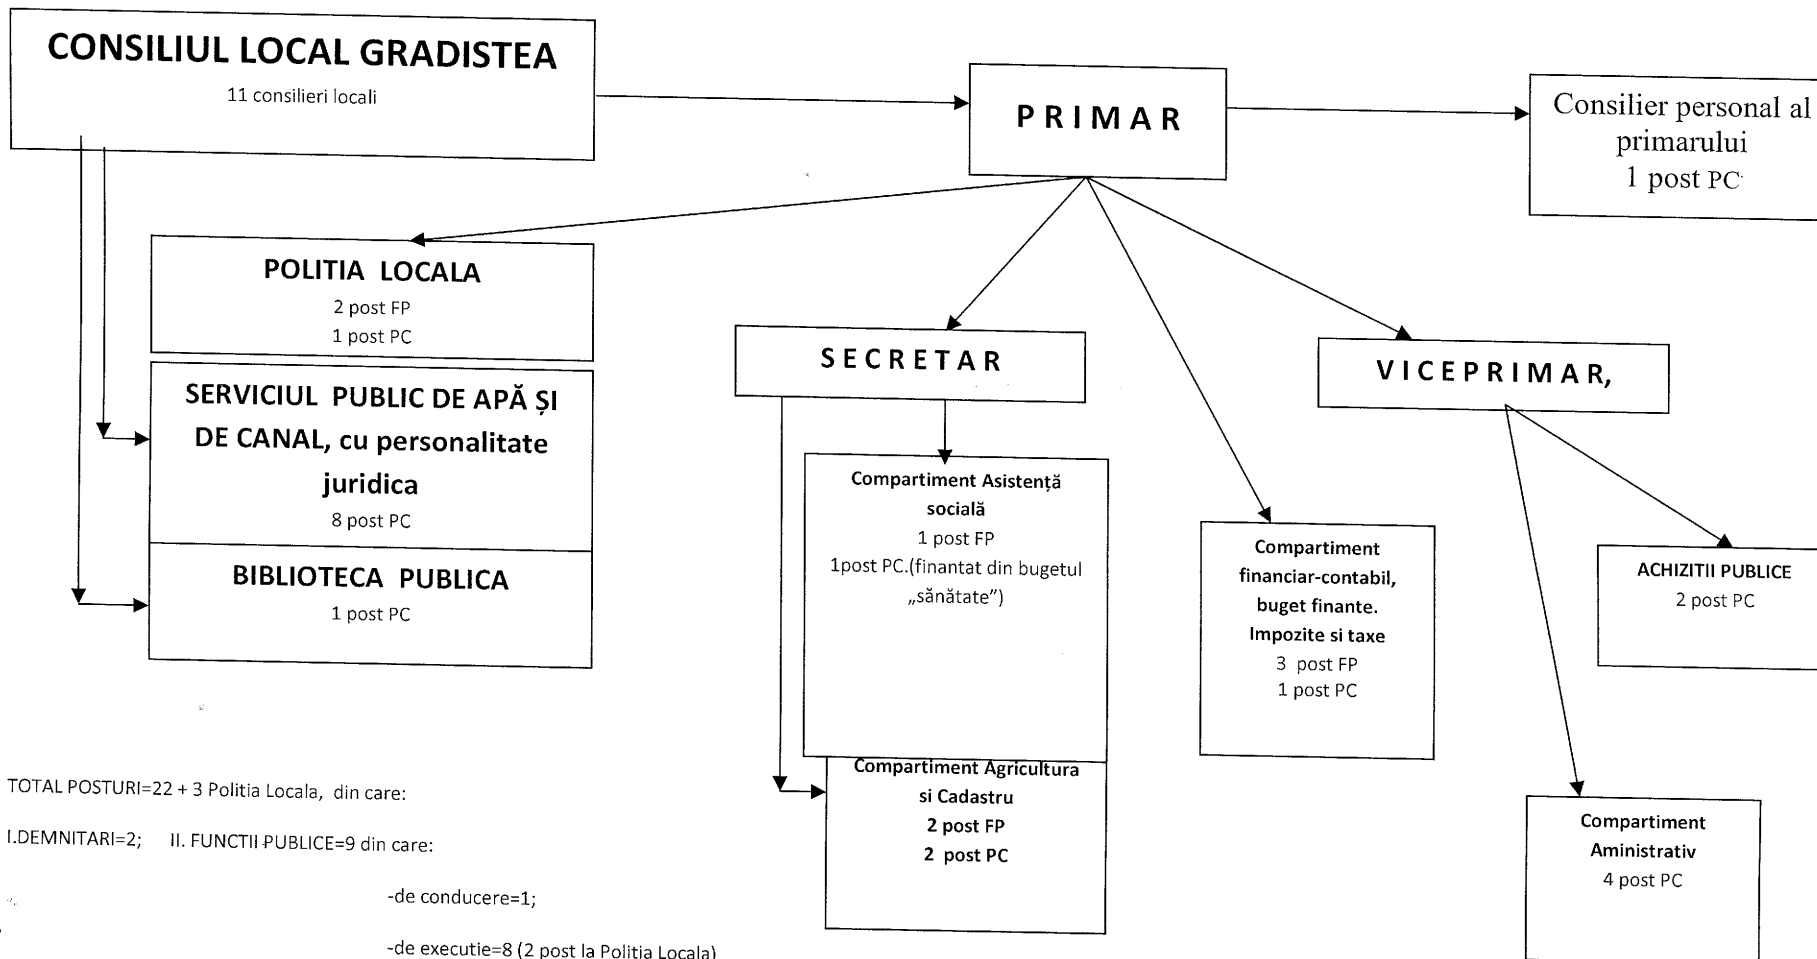 CONSILIUL LOCAL GRADISTEA
11 consilieri locali
P R I M A R
Consilier personal al
primarului
1 post PC
POLITIA LOCALA
2 post FP
1 post PC
SERVICIUL PUBLIC DE APĂ ȘI
DE CANAL, cu personalitate
juridica
8 post PC
BIBLIOTECA PUBLICA
1 post PC
S E C R E T A R
V I C E P R I M A R,
Compartiment Asistență
socială
1 post FP
1post PC.(finantat din bugetul
„sănătate”)
Compartiment Agricultura
si Cadastru
2 post FP
2 post PC
Compartiment
financiar-contabil,
buget finante.
Impozite si taxe
3 post FP
1 post PC
ACHIZITII PUBLICE
2 post PC
Compartiment
Aministrativ
4 post PC
TOTAL POSTURI=22 + 3 Politia Locala, din care:
I.DEMNITARI=2; II. FUNCTII PUBLICE=9 din care:
-de conducere=1;
-de executie=8 (2 post la Politia Locala)